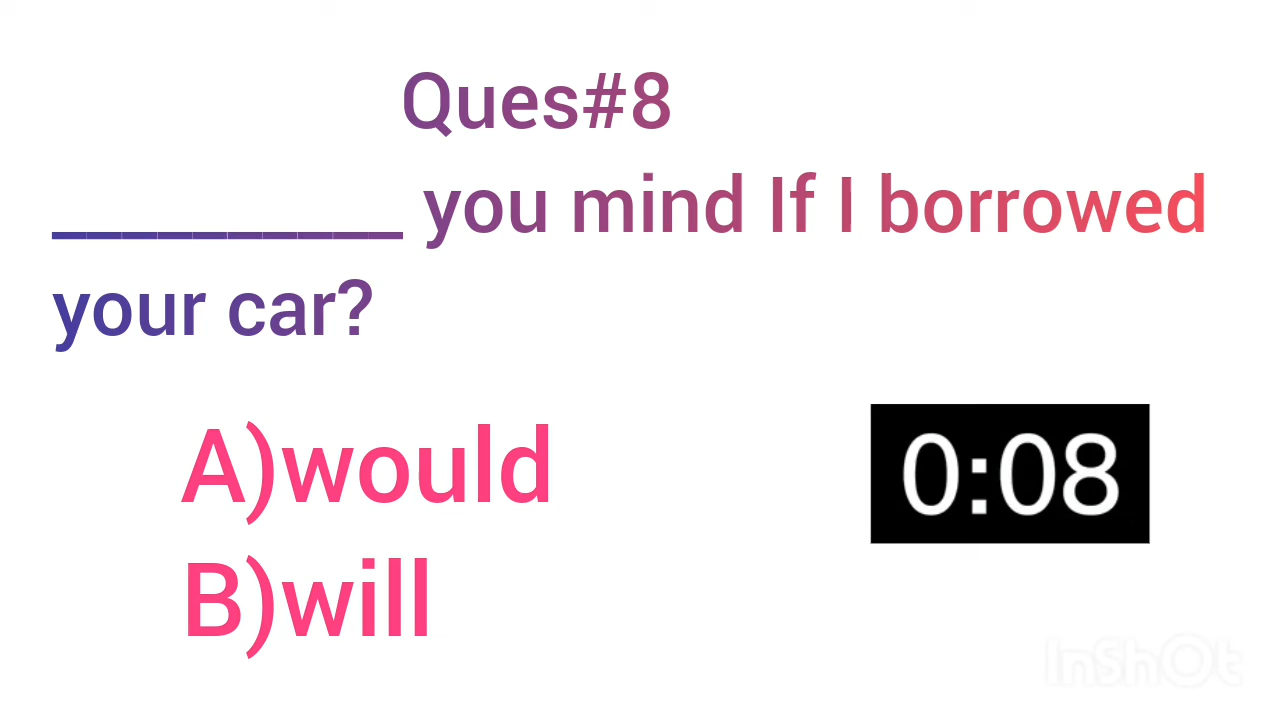 Ques#8
__________ you mind If I borrowed
your car?
A)would
0:08
B)will
InShOt